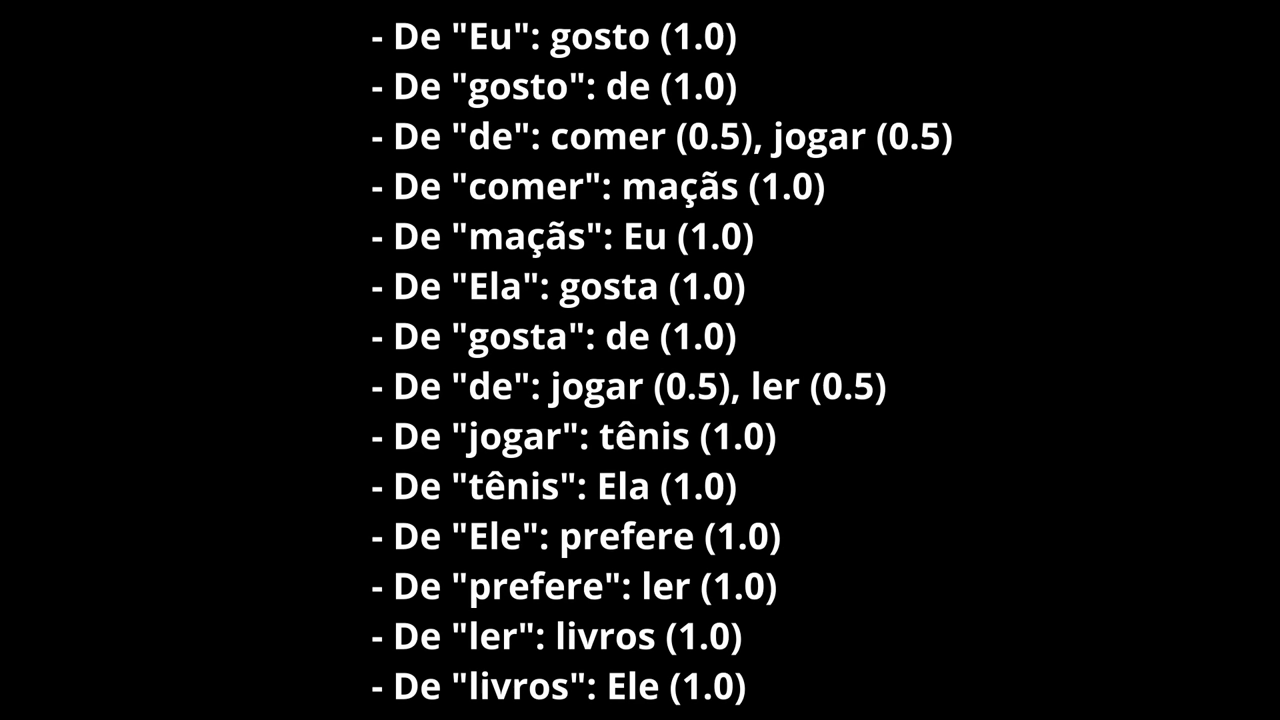 - De "Eu": gosto (1.0)
- De "gosto": de (1.0)
- De "de": comer (0.5), jogar (0.5)
- De "comer": maçãs (1.0)
- De "maçãs": Eu (1.0)
- De "Ela": gosta (1.0)
- De "gosta": de (1.0)
- De "de": jogar (0.5), ler (0.5)
- De "jogar": tênis (1.0)
- De "tênis": Ela (1.0)
- De "Ele": prefere (1.0)
- De "prefere": ler (1.0)
- De "ler": livros (1.0)
- De "livros": Ele (1.0)